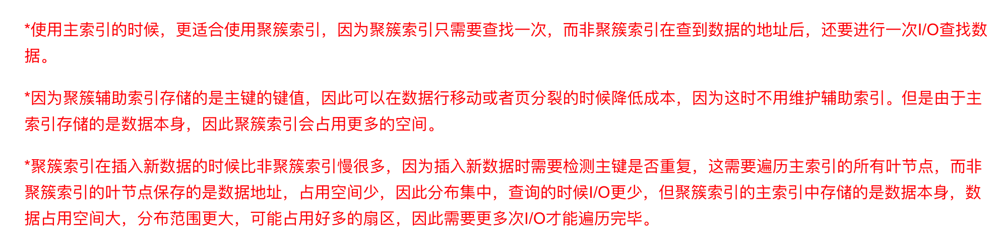 *使用主索引的时候，更适合使用聚簇索引，因为聚簇索引只需要查找一次，而非聚簇索引在查到数据的地址后，还要进行一次I/O查找数
据。
*因为聚簇辅助索引存储的是主键的键值，因此可以在数据行移动或者页分裂的时候降低成本，因为这时不用维护辅助索引。但是由于主
索引存储的是数据本身，因此聚簇索引会占用更多的空间。
*聚簇索引在插入新数据的时候比非聚簇索引慢很多，因为插入新数据时需要检测主键是否重复，这需要遍历主索引的所有叶节点，而非
聚簇索引的叶节点保存的是数据地址，占用空间少，因此分布集中，查询的时候I/O更少，但聚簇索引的主索引中存储的是数据本身，数
据占用空间大，分布范围更大，可能占用好多的扇区，因此需要更多次I/O才能遍历完毕。